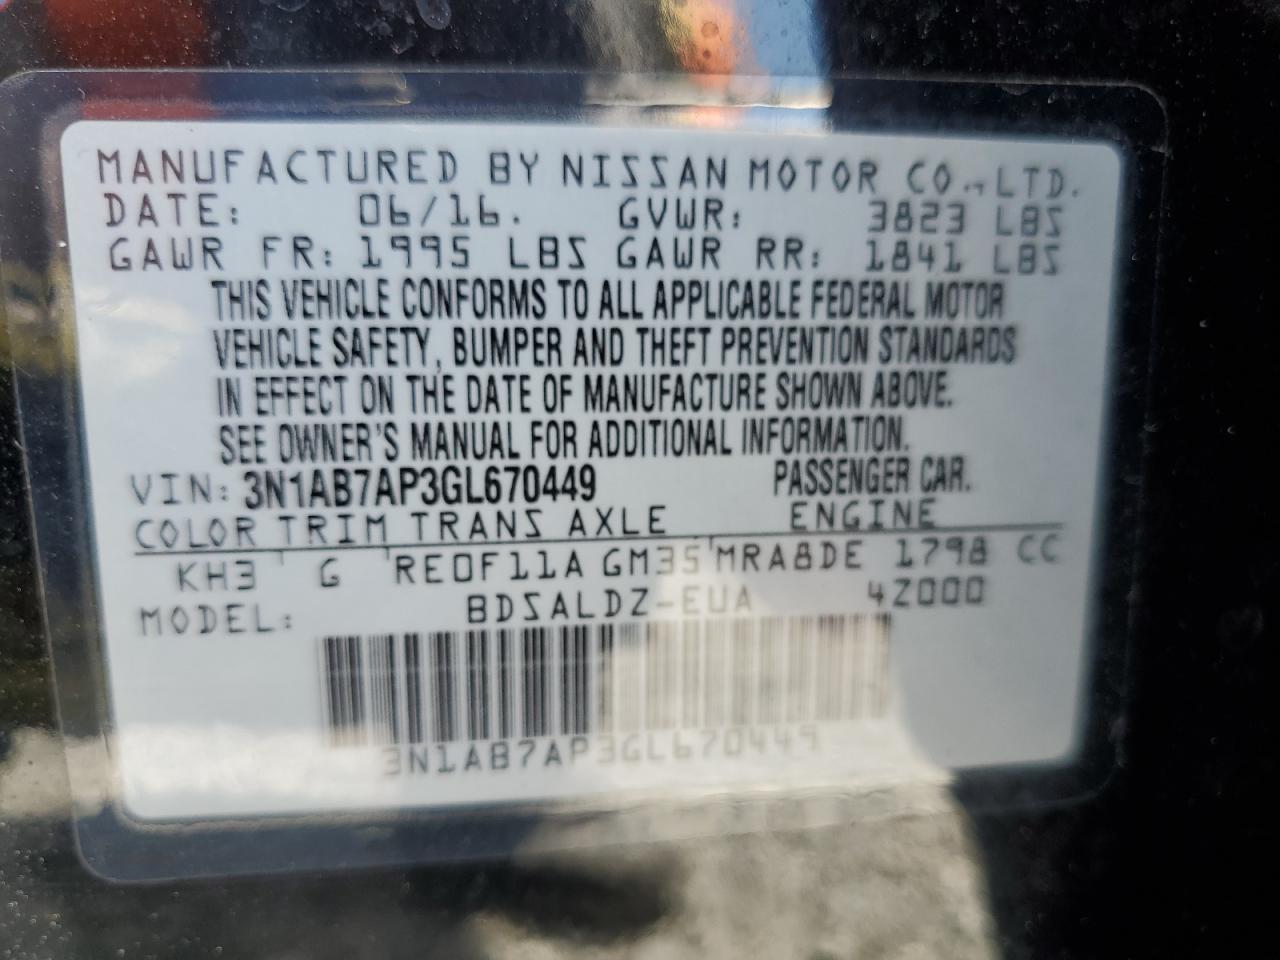 MANUFACTURED BY NISSAN MOTOR CO., LTD.
DATE: 06/16. GVWR: 3823 LBS
GAWR FR: 1995 LBS GAWR RR: 1841 LBS
THIS VEHICLE CONFORMS TO ALL APPLICABLE FEDERAL MOTOR
VEHICLE SAFETY, BUMPER AND THEFT PREVENTION STANDARDS
IN EFFECT ON THE DATE OF MANUFACTURE SHOWN ABOVE.
SEE OWNER'S MANUAL FOR ADDITIONAL INFORMATION.
VIN: 3N1AB7AP3GL670449 PASSENGER CAR.
COLOR TRIM TRANS AXLE ENGINE
KH3 G RE0F11A GM35 MRA8DE 1798 CC
MODEL: BDSALDZ-EUA 4Z000
3N1AB7AP3GL670449